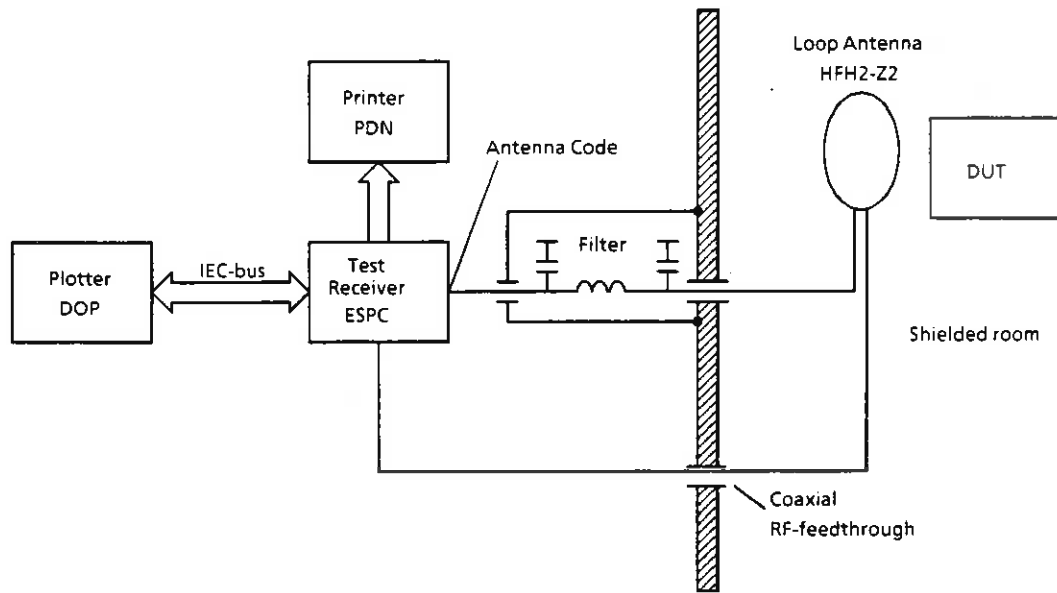 Loop Antenna
HFH2-Z2
Printer
PDN
Antenna Code
DUT
Filter
Plotter
DOP
IEC-bus
Test
Receiver
ESPC
Shielded room
Coaxial
RF-feedthrough